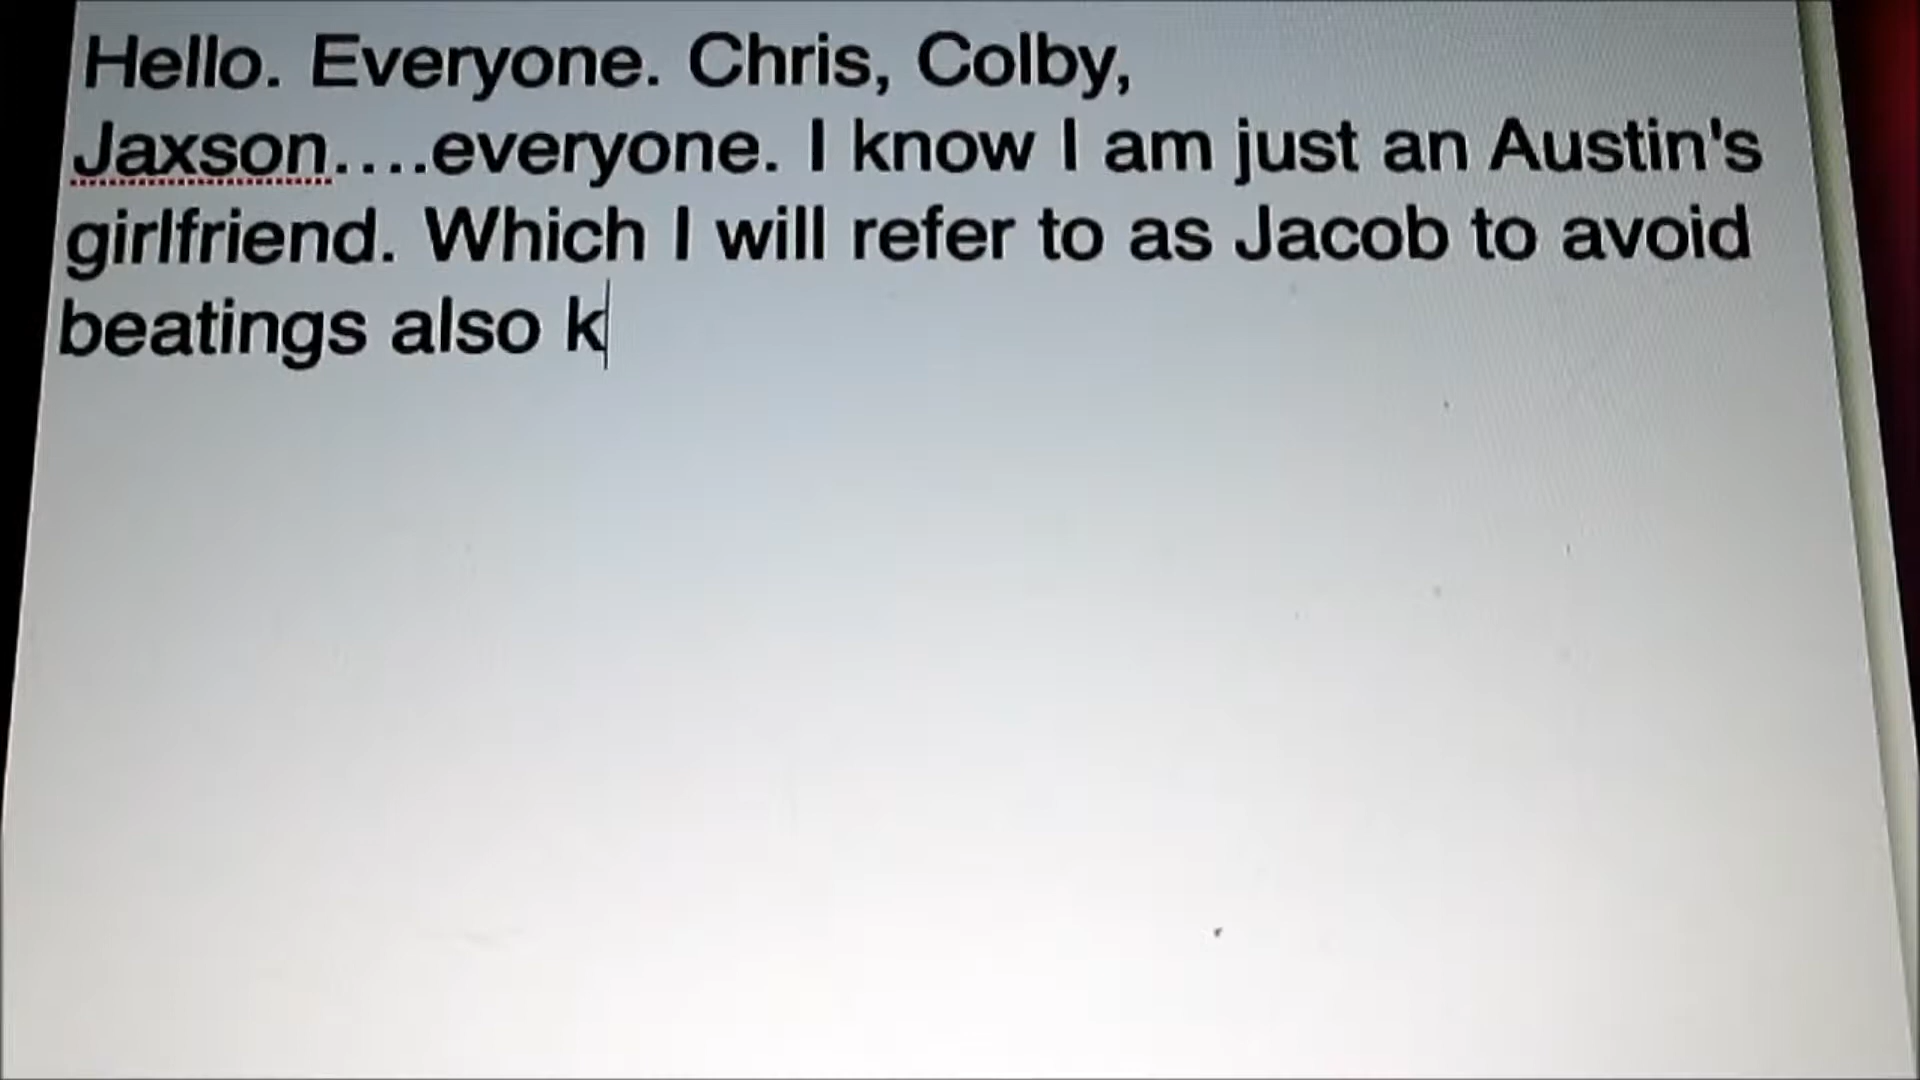 Hello. Everyone. Chris, Colby,
Jaxson....everyone. I know I am just an Austin's
girlfriend. Which I will refer to as Jacob to avoid
beatings also k